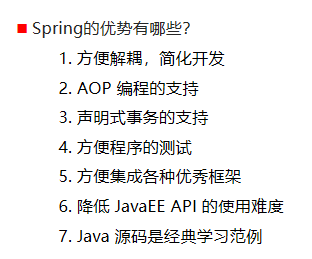 Spring的优势有哪些?
1. 方便解耦，简化开发
2. AOP 编程的支持
3. 声明式事务的支持
4. 方便程序的测试
5. 方便集成各种优秀框架
6. 降低 JavaEE API 的使用难度
7. Java 源码是经典学习范例